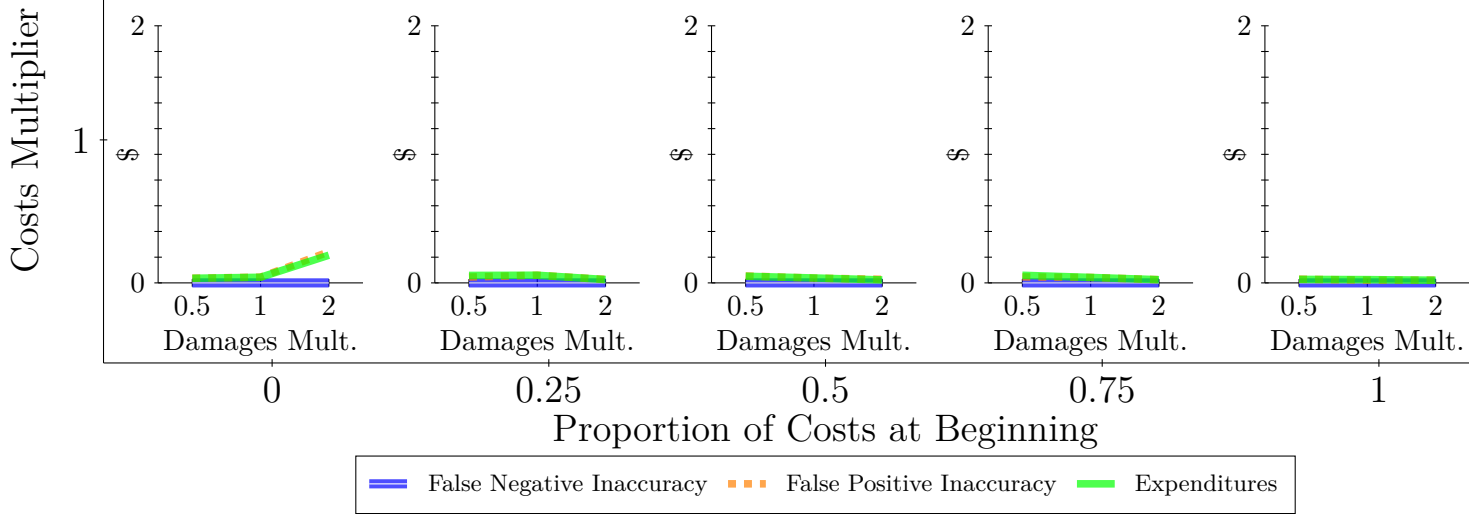 Costs Multiplier
1
2
$
0
0.5 1 2
Damages Mult.
2
$
0
0.5 1 2
Damages Mult.
2
$
0
0.5 1 2
Damages Mult.
2
$
0
0.5 1 2
Damages Mult.
2
$
0
0.5 1 2
Damages Mult.
0 0.25 0.5 0.75 1
Proportion of Costs at Beginning
False Negative Inaccuracy False Positive Inaccuracy Expenditures